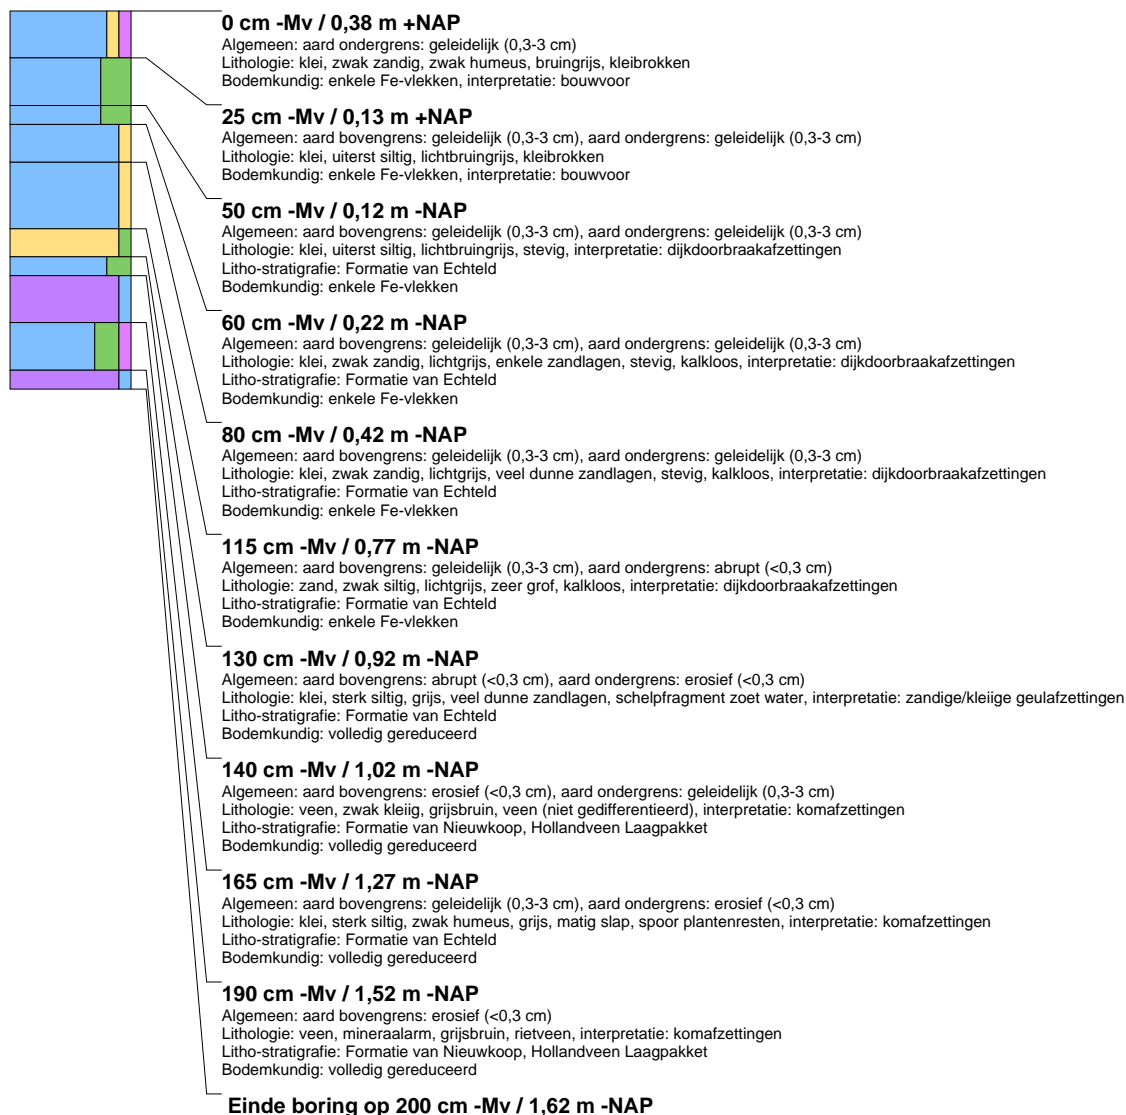 0 cm -Mv / 0,38 m +NAP
Algemeen: aard ondergrens: geleidelijk (0,3-3 cm)
Lithologie: klei, zwak zandig, zwak humeus, bruingrijs, kleibrokken
Bodemkundig: enkele Fe-vlekken, interpretatie: bouwvoor
25 cm -Mv / 0,13 m +NAP
Algemeen: aard bovengrens: geleidelijk (0,3-3 cm), aard ondergrens: geleidelijk (0,3-3 cm)
Lithologie: klei, uiterst siltig, lichtbruingrijs, kleibrokken
Bodemkundig: enkele Fe-vlekken, interpretatie: bouwvoor
50 cm -Mv / 0,12 m -NAP
Algemeen: aard bovengrens: geleidelijk (0,3-3 cm), aard ondergrens: geleidelijk (0,3-3 cm)
Lithologie: klei, uiterst siltig, lichtbruingrijs, stevig, interpretatie: dijkdoorbraakafzettingen
Litho-stratigrafie: Formatie van Echteld
Bodemkundig: enkele Fe-vlekken
60 cm -Mv / 0,22 m -NAP
Algemeen: aard bovengrens: geleidelijk (0,3-3 cm), aard ondergrens: geleidelijk (0,3-3 cm)
Lithologie: klei, zwak zandig, lichtgrijs, enkele zandlagen, stevig, kalkloos, interpretatie: dijkdoorbraakafzettingen
Litho-stratigrafie: Formatie van Echteld
Bodemkundig: enkele Fe-vlekken
80 cm -Mv / 0,42 m -NAP
Algemeen: aard bovengrens: geleidelijk (0,3-3 cm), aard ondergrens: geleidelijk (0,3-3 cm)
Lithologie: klei, zwak zandig, lichtgrijs, veel dunne zandlagen, stevig, kalkloos, interpretatie: dijkdoorbraakafzettingen
Litho-stratigrafie: Formatie van Echteld
Bodemkundig: enkele Fe-vlekken
115 cm -Mv / 0,77 m -NAP
Algemeen: aard bovengrens: geleidelijk (0,3-3 cm), aard ondergrens: abrupt (<0,3 cm)
Lithologie: zand, zwak siltig, lichtgrijs, zeer grof, kalkloos, interpretatie: dijkdoorbraakafzettingen
Litho-stratigrafie: Formatie van Echteld
Bodemkundig: enkele Fe-vlekken
130 cm -Mv / 0,92 m -NAP
Algemeen: aard bovengrens: abrupt (<0,3 cm), aard ondergrens: erosief (<0,3 cm)
Lithologie: klei, sterk siltig, grijs, veel dunne zandlagen, schelpfragment zoet water, interpretatie: zandige/kleiige geulafzettingen
Litho-stratigrafie: Formatie van Echteld
Bodemkundig: volledig gereduceerd
140 cm -Mv / 1,02 m -NAP
Algemeen: aard bovengrens: erosief (<0,3 cm), aard ondergrens: geleidelijk (0,3-3 cm)
Lithologie: veen, zwak kleiig, grijsbruin, veen (niet gedifferentieerd), interpretatie: komafzettingen
Litho-stratigrafie: Formatie van Nieuwkoop, Hollandveen Laagpakket
Bodemkundig: volledig gereduceerd
165 cm -Mv / 1,27 m -NAP
Algemeen: aard bovengrens: geleidelijk (0,3-3 cm), aard ondergrens: erosief (<0,3 cm)
Lithologie: klei, sterk siltig, zwak humeus, grijs, matig slap, spoor plantenresten, interpretatie: komafzettingen
Litho-stratigrafie: Formatie van Echteld
Bodemkundig: volledig gereduceerd
190 cm -Mv / 1,52 m -NAP
Algemeen: aard bovengrens: erosief (<0,3 cm)
Lithologie: veen, mineraalarm, grijsbruin, rietveen, interpretatie: komafzettingen
Litho-stratigrafie: Formatie van Nieuwkoop, Hollandveen Laagpakket
Bodemkundig: volledig gereduceerd
Einde boring op 200 cm -Mv / 1,62 m -NAP